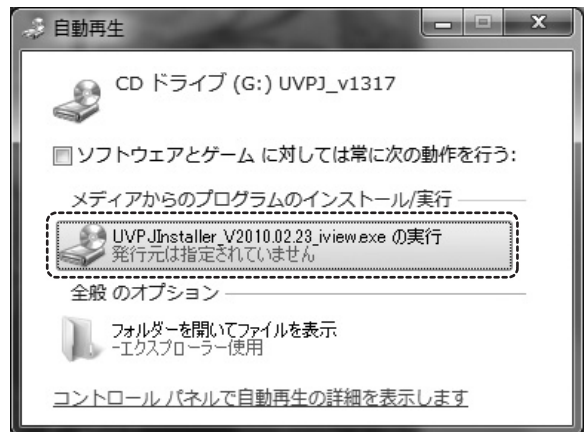 自動再生
CD ドライブ (G:) UVPJ_v1317
ソフトウェアとゲーム に対しては常に次の動作を行う:
メディアからのプログラムのインストール/実行
UVPJInstaller_V2010.02.23_iview.exe の実行
発行元は指定されていません
全般 のオプション
フォルダーを開いてファイルを表示
-エクスプローラー使用
コントロール パネルで自動再生の詳細を表示します